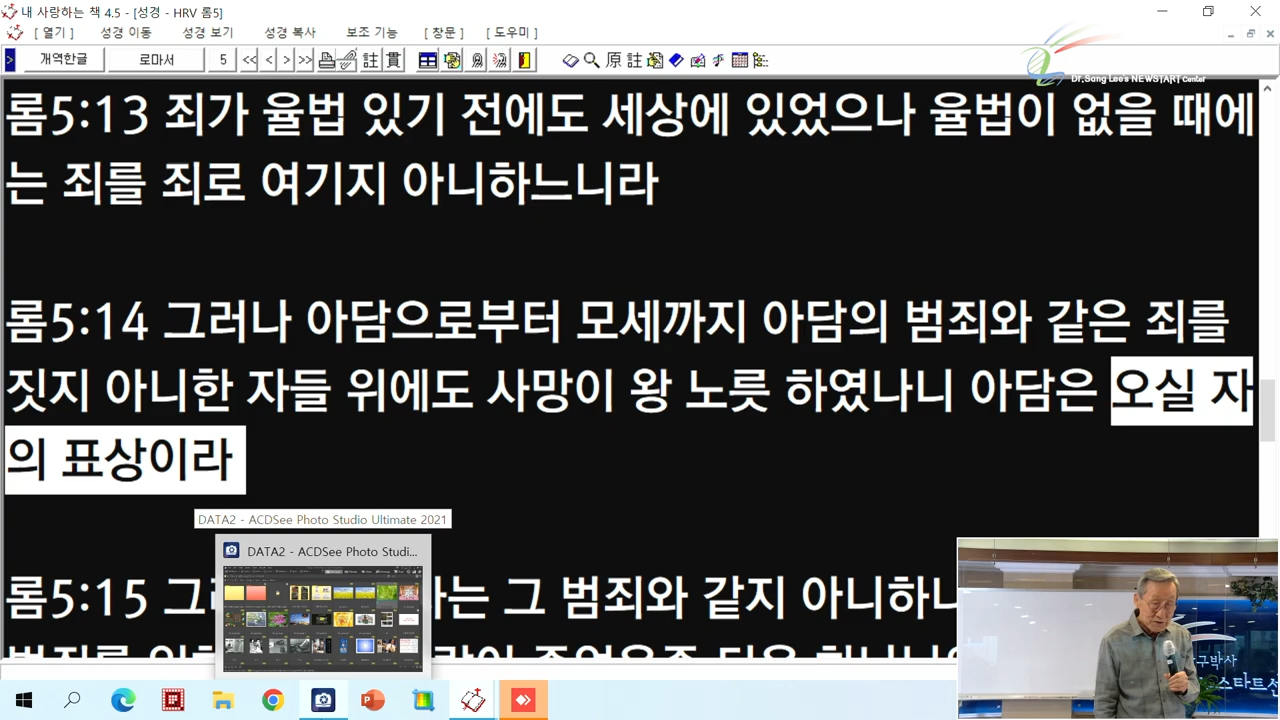 내 사랑하는 책 4.5 - [성경 - HRV 롬5]
[ 열기 ] 성경 이동 성경 보기 성경 복사 보조 기능 [ 창문 ] [ 도우미 ]
> 개역한글 로마서 5 << < > >> 註 貫 原 註
Dr.Sang Lee's NEWSTART Center
롬5:13 죄가 율법 있기 전에도 세상에 있었으나 율법이 없을 때에
는 죄를 죄로 여기지 아니하느니라
롬5:14 그러나 아담으로부터 모세까지 아담의 범죄와 같은 죄를
짓지 아니한 자들 위에도 사망이 왕 노릇 하였나니 아담은 오실 자
의 표상이라
DATA2 - ACDSee Photo Studio Ultimate 2021
DATA2 - ACDSee Photo Studi...
롬5:15 는 그 범죄와 같지 아니하니
구박사
스타트센